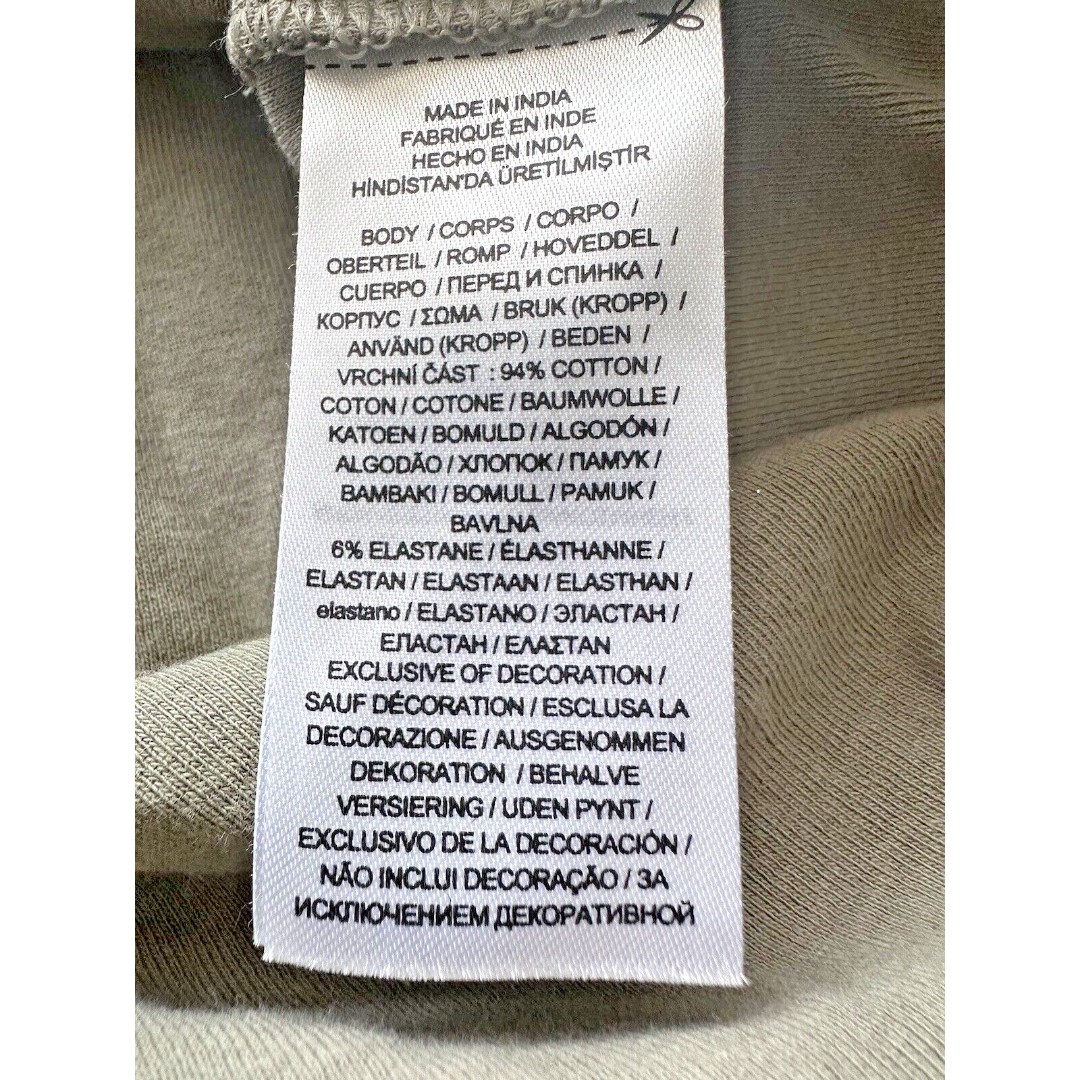 MADE IN INDIA
FABRIQUÉ EN INDE
HECHO EN INDIA
HİNDİSTAN'DA ÜRETİLMİŞTİR
BODY / CORPS / CORPO /
OBERTEIL / ROMP / HOVEDDEL /
CUERPO / ПЕРЕД И СПИНКА /
КОРПУС / ΣΩΜΑ / BRUK (KROPP) /
ANVÄND (KROPP) / BEDEN /
VRCHNÍ ČÁST : 94% COTTON /
COTON / COTONE / BAUMWOLLE /
KATOEN / BOMULD / ALGODÓN /
ALGODÃO / ХЛОПОК / ПАМУК /
BAMBAKI / BOMULL / PAMUK /
BAVLNA
6% ELASTANE / ÉLASTHANNE /
ELASTAN / ELASTAAN / ELASTHAN /
elastano / ELASTANO / ЭЛАСТАН /
ЕЛАСТАН / ΕΛΑΣΤΑΝ
EXCLUSIVE OF DECORATION /
SAUF DÉCORATION / ESCLUSA LA
DECORAZIONE / AUSGENOMMEN
DEKORATION / BEHALVE
VERSIERING / UDEN PYNT /
EXCLUSIVO DE LA DECORACIÓN /
NÃO INCLUI DECORAÇÃO / ЗА
ИСКЛЮЧЕНИЕМ ДЕКОРАТИВНОЙ